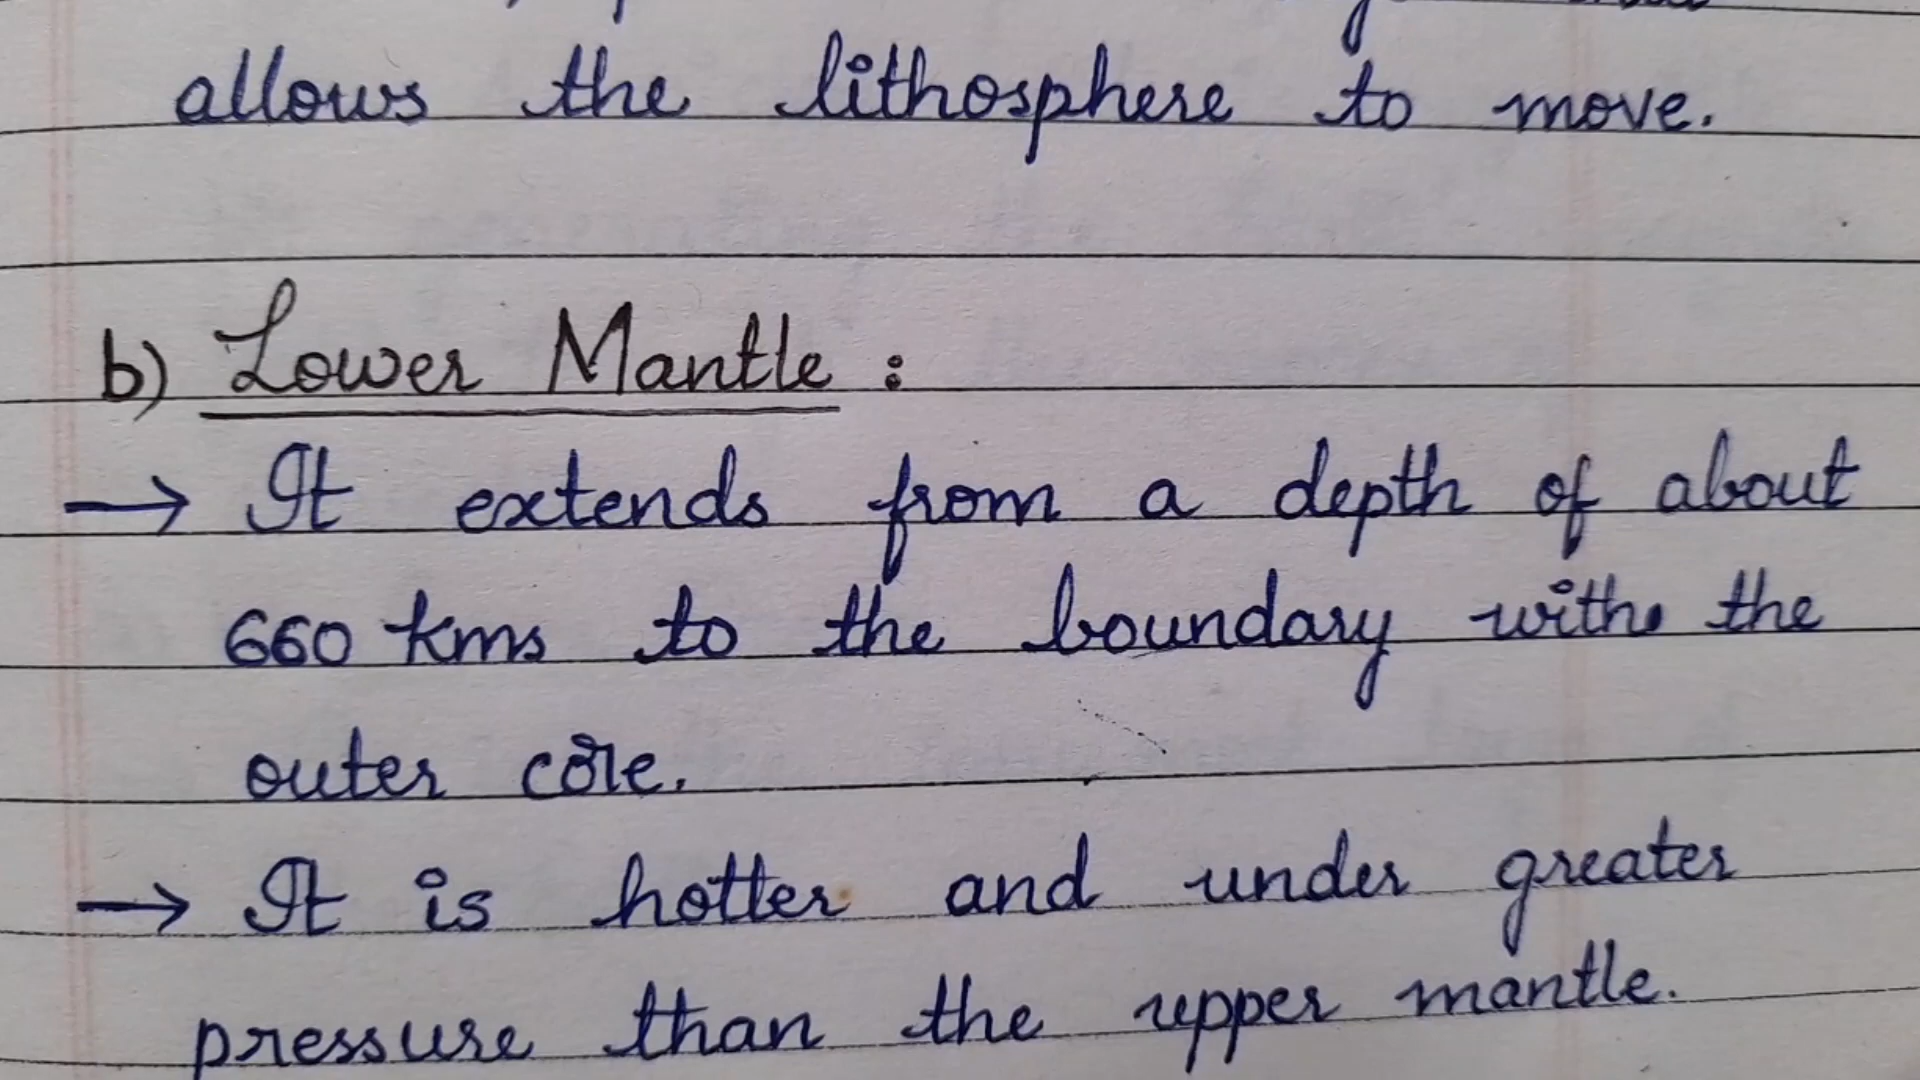 allows the lithosphere to move.
b) Lower Mantle :
→ It extends from a depth of about
660 kms to the boundary with the
outer core.
→ It is hotter and under greater
pressure than the upper mantle.